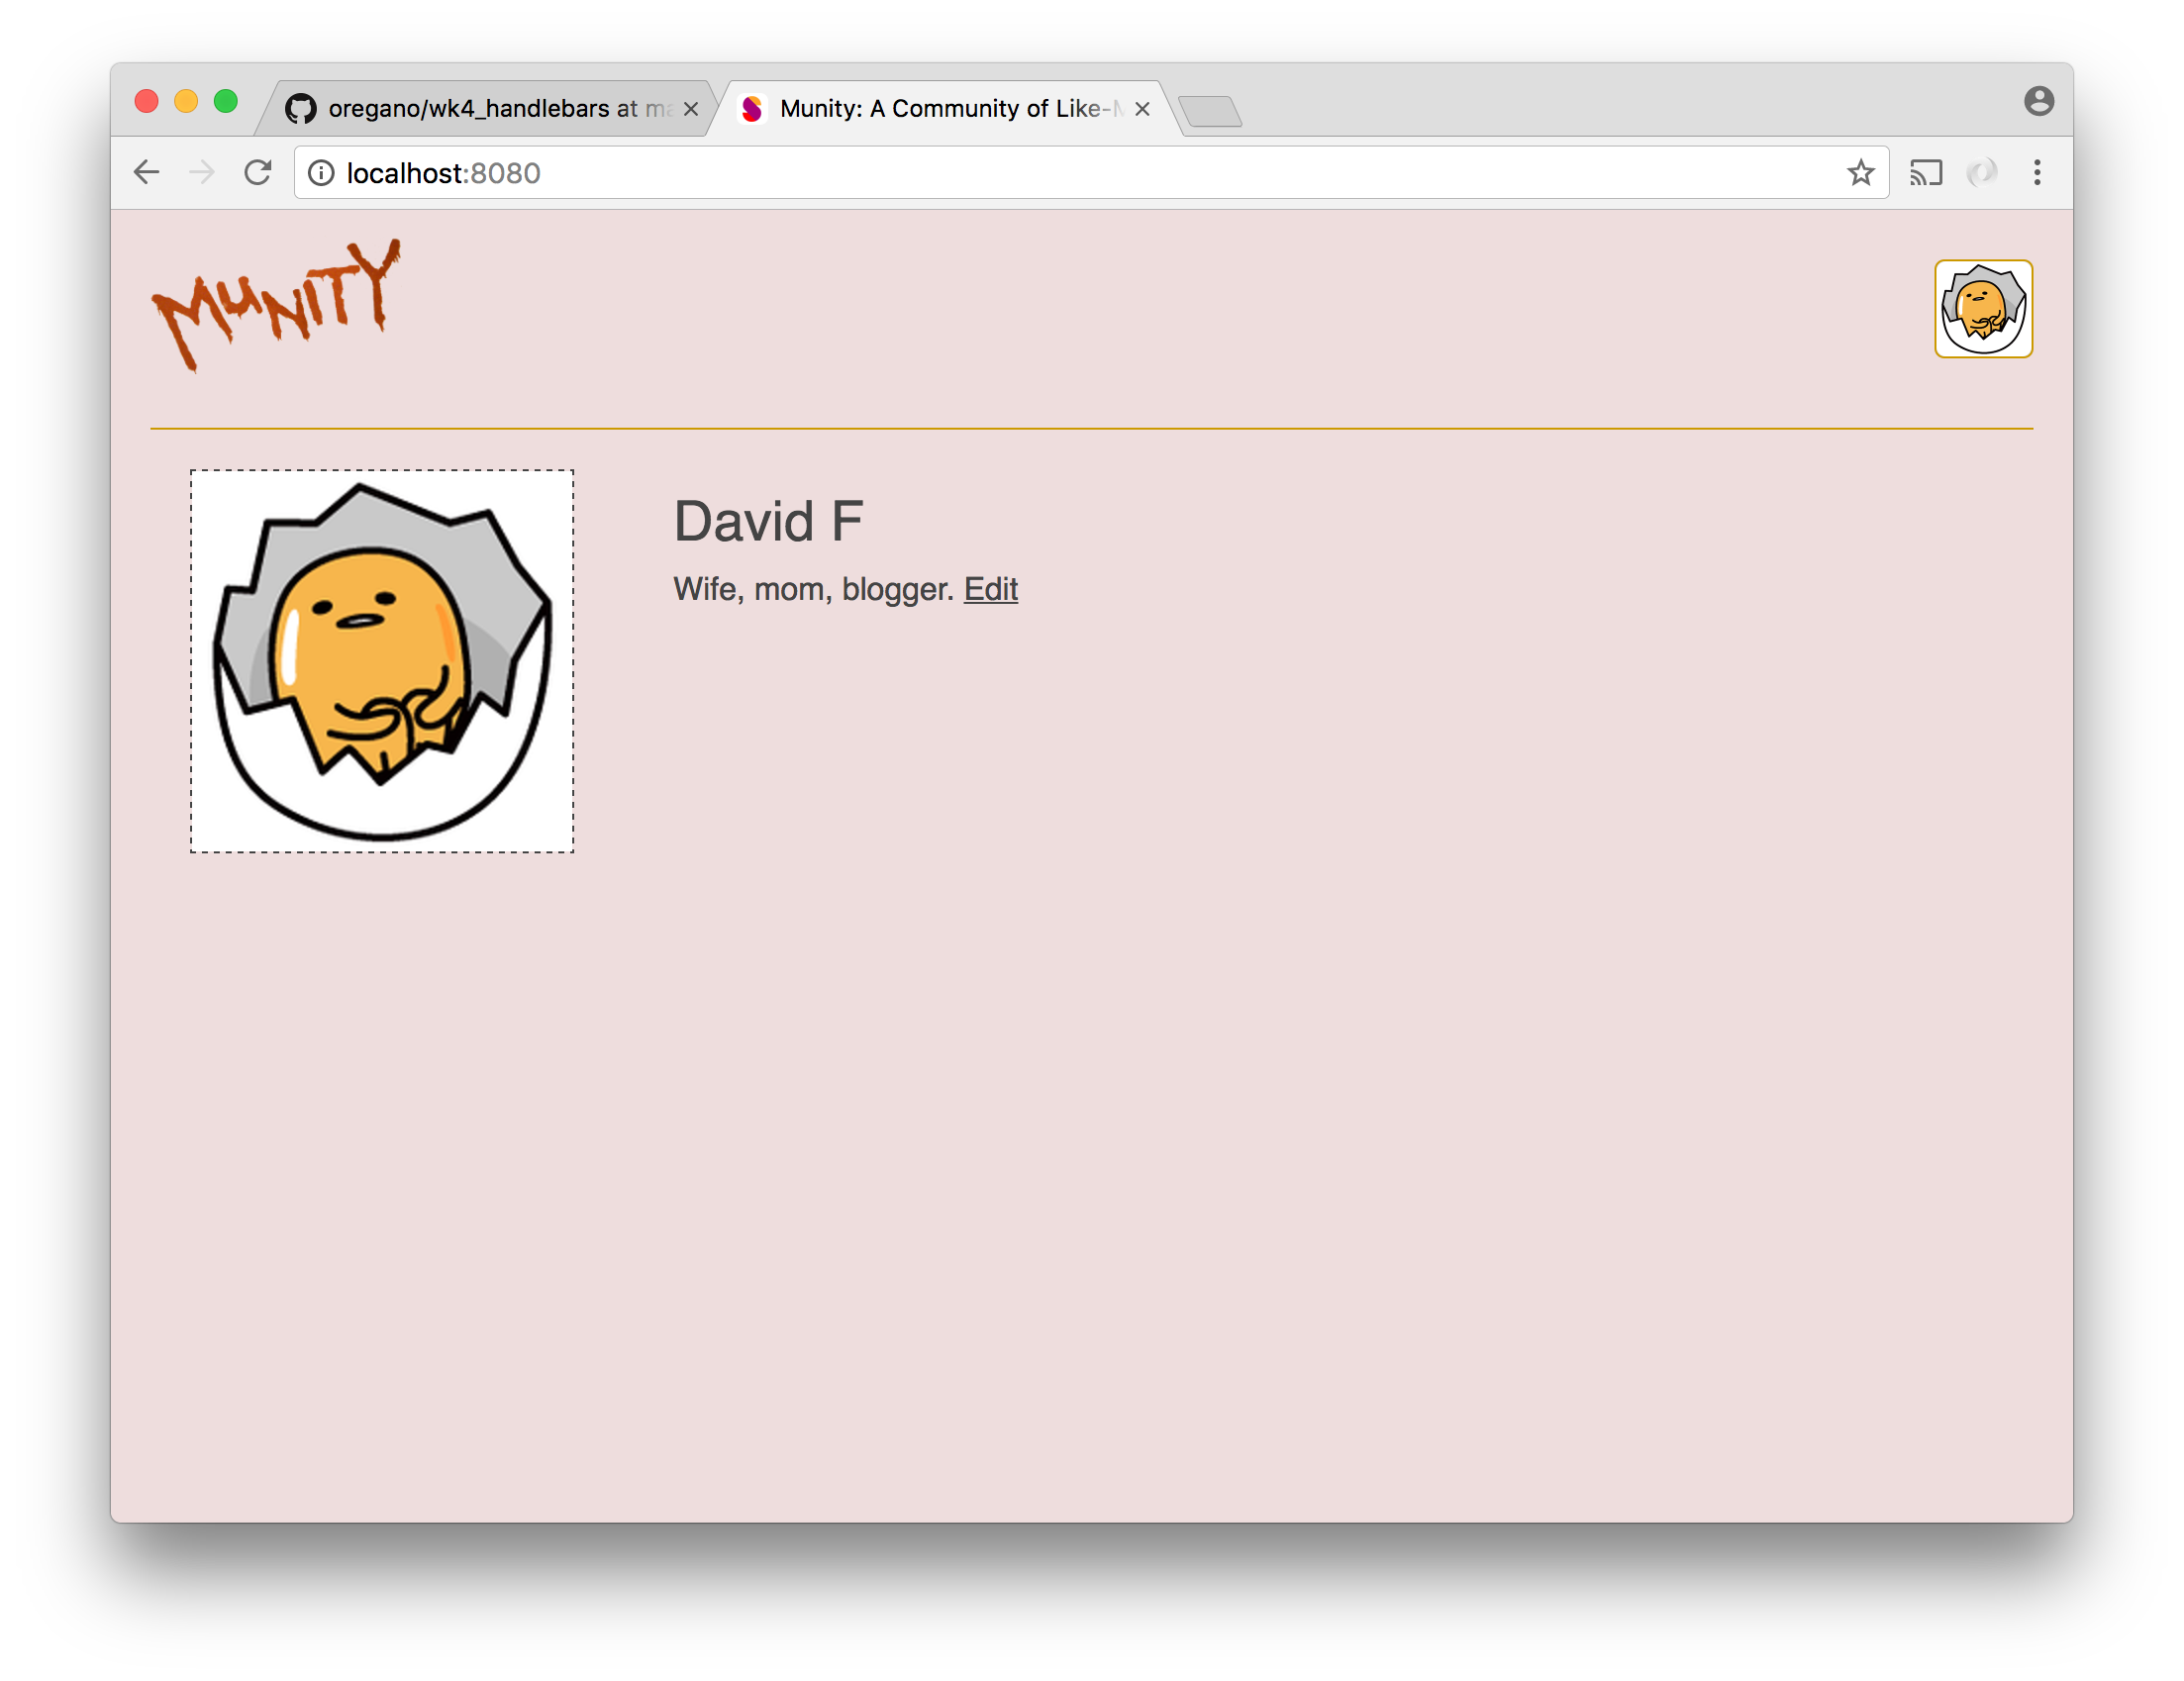 oregano/wk4_handlebars at ma
Munity: A Community of Like-M
localhost:8080
MUNITY
David F
Wife, mom, blogger. Edit